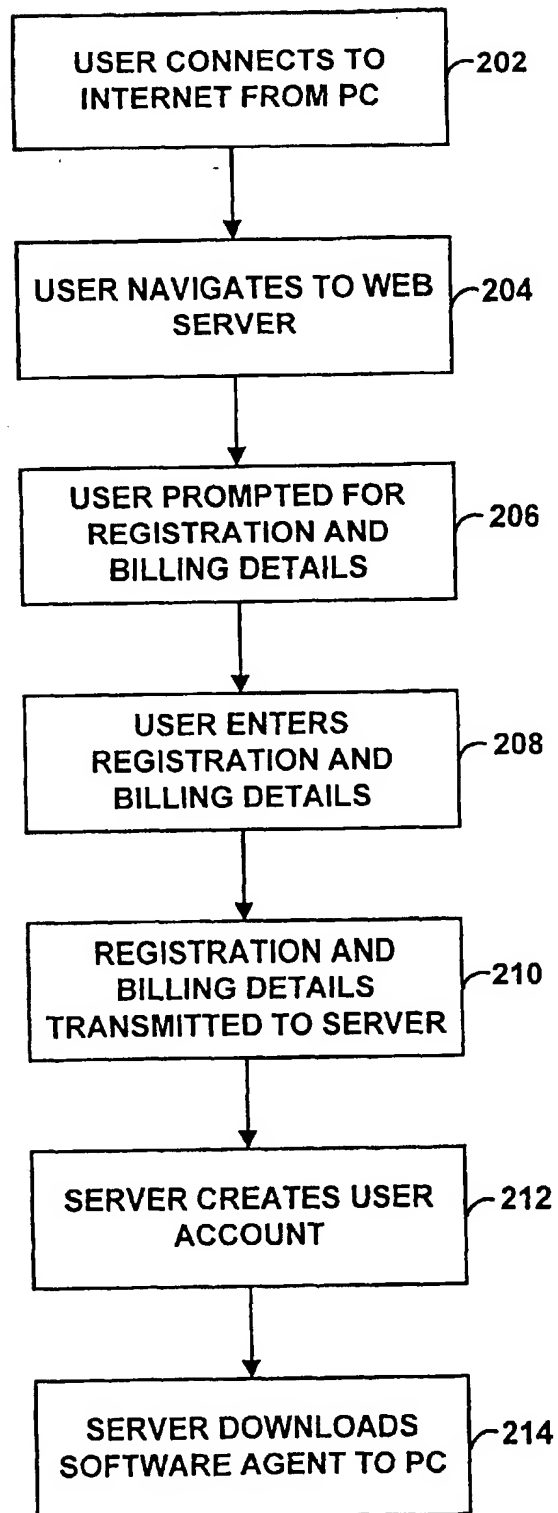 USER CONNECTS TO
INTERNET FROM PC
202
USER NAVIGATES TO WEB
SERVER
204
USER PROMPTED FOR
REGISTRATION AND
BILLING DETAILS
206
USER ENTERS
REGISTRATION AND
BILLING DETAILS
208
REGISTRATION AND
BILLING DETAILS
TRANSMITTED TO SERVER
210
SERVER CREATES USER
ACCOUNT
212
SERVER DOWNLOADS
SOFTWARE AGENT TO PC
214